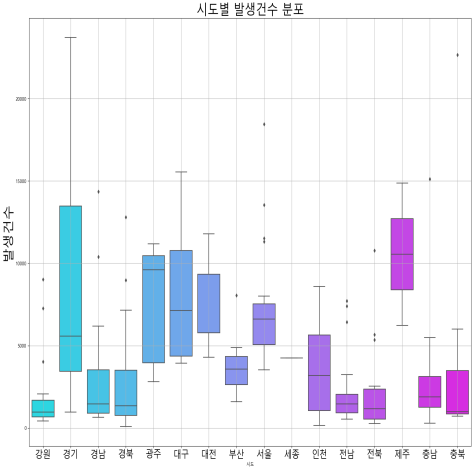 시도별 발생건수 분포
발생건수
20000
15000
10000
5000
0
강원 경기 경남 경북 광주 대구 대전 부산 서울 세종 인천 전남 전북 제주 충남 충북
시도